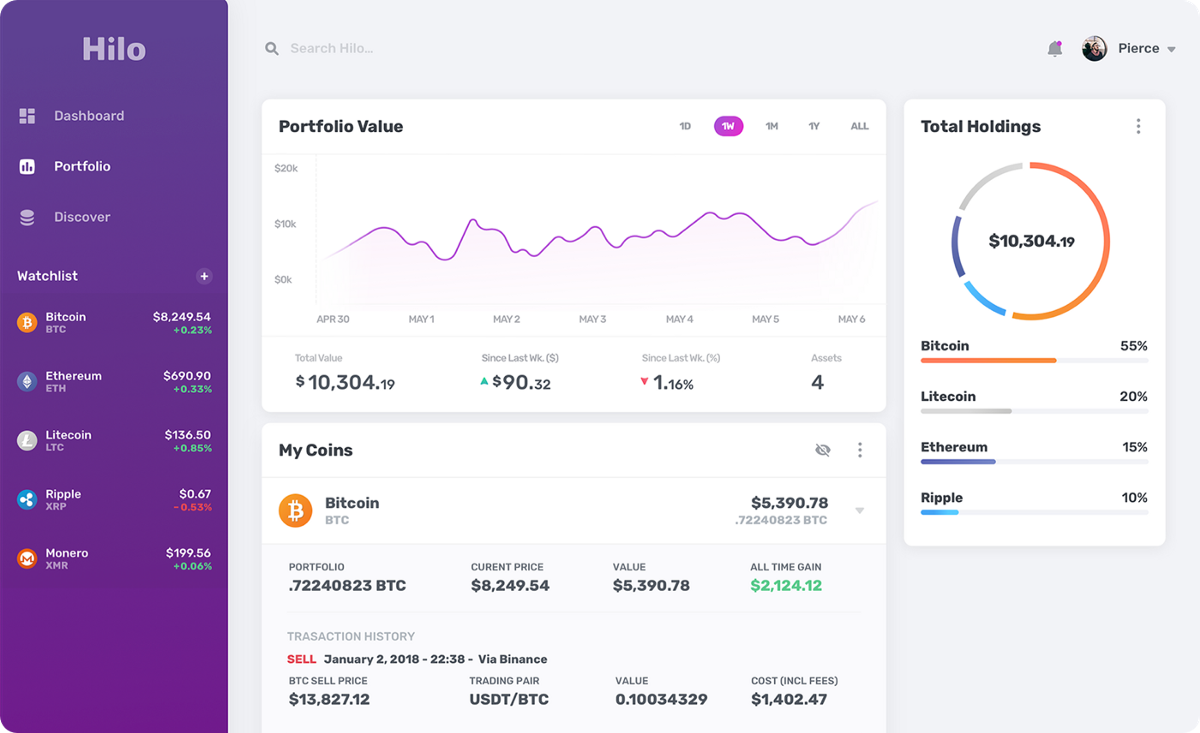 Hilo
Dashboard
Portfolio
Discover
Watchlist
+
Bitcoin $8,249.54
BTC +0.23%
Ethereum $690.90
ETH +0.33%
Litecoin $136.50
LTC +0.85%
Ripple $0.67
XRP - 0.53%
Monero $199.56
XMR +0.06%
Search Hilo...
Pierce
Portfolio Value 1D 1W 1M 1Y ALL
$20k
$10k
$0k
APR 30 MAY 1 MAY 2 MAY 3 MAY 4 MAY 5 MAY 6
Total Value Since Last Wk. ($) Since Last Wk. (%) Assets
$10,304.19 $90.32 1.16% 4
My Coins
Bitcoin $5,390.78
BTC .72240823 BTC
PORTFOLIO CURENT PRICE VALUE ALL TIME GAIN
.72240823 BTC $8,249.54 $5,390.78 $2,124.12
TRASACTION HISTORY
SELL January 2, 2018 - 22:38 - Via Binance
BTC SELL PRICE TRADING PAIR VALUE COST (INCL FEES)
$13,827.12 USDT/BTC 0.10034329 $1,402.47
Total Holdings
$10,304.19
Bitcoin 55%
Litecoin 20%
Ethereum 15%
Ripple 10%